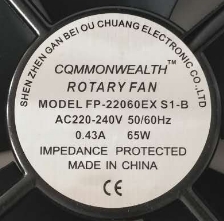 SHEN ZHEN GAN BEI OU CHUANG ELECTRONIC CO.,LTD
CQMMONWEALTH™
ROTARY FAN
MODEL FP-22060EX S1-B
AC220-240V 50/60Hz
0.43A 65W
IMPEDANCE PROTECTED
MADE IN CHINA
CE